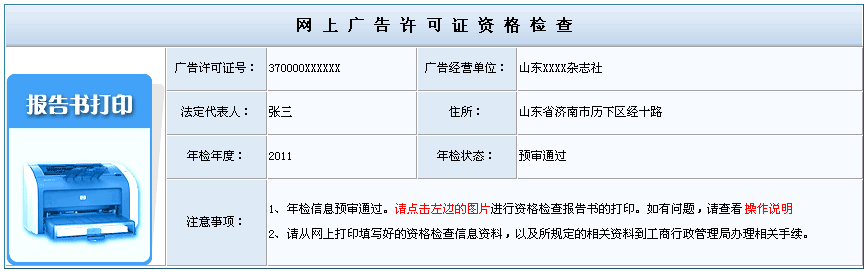 网上广告许可证资格检查
报告书打印
广告许可证号： 370000XXXXXX 广告经营单位： 山东XXXX杂志社
法定代表人： 张三 住所： 山东省济南市历下区经十路
年检年度： 2011 年检状态： 预审通过
注意事项：
1、年检信息预审通过。请点击左边的图片进行资格检查报告书的打印。如有问题，请查看 操作说明
2、请从网上打印填写好的资格检查信息资料，以及所规定的相关资料到工商行政管理局办理相关手续。